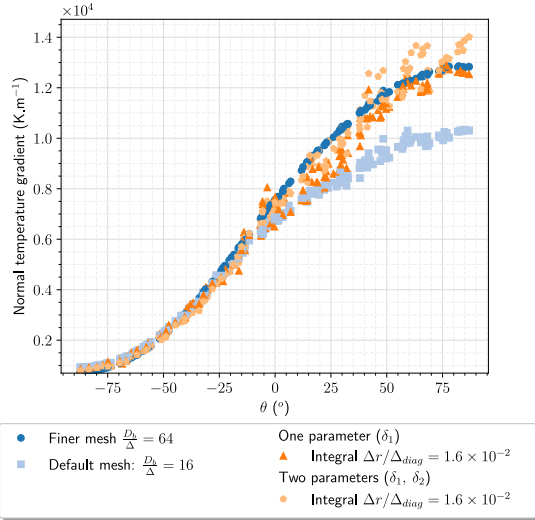 ×10⁴
1.4
1.2
1.0
0.8
0.6
0.4
0.2
Normal temperature gradient (K.m⁻¹)
−75 −50 −25 0 25 50 75
θ (°)
Finer mesh D_b/Δ = 64
Default mesh: D_b/Δ = 16
One parameter (δ₁)
Integral Δr/Δ_diag = 1.6 × 10⁻²
Two parameters (δ₁, δ₂)
Integral Δr/Δ_diag = 1.6 × 10⁻²